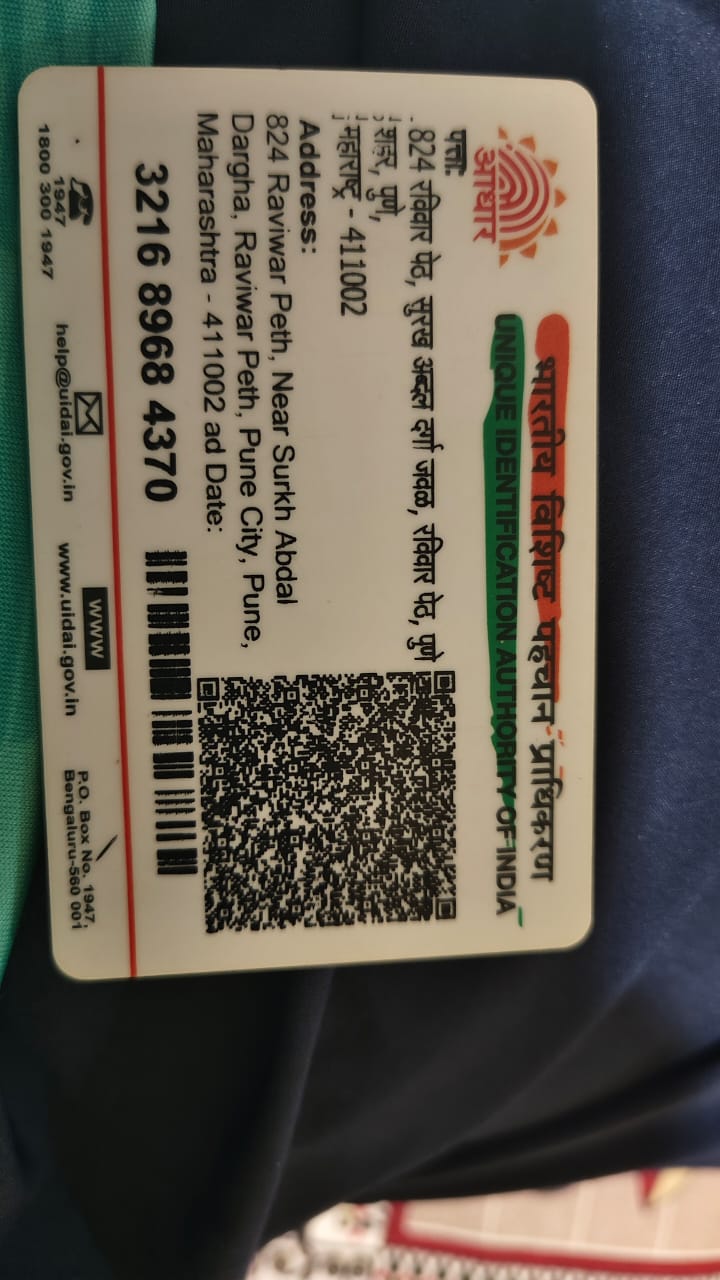 आधार
भारतीय विशिष्ट पहचान प्राधिकरण
UNIQUE IDENTIFICATION AUTHORITY OF INDIA
पत्ता:
824 रविवार पेठ, सुरख अब्दल दर्गा जवळ, रविवार पेठ, पुणे
शहर, पुणे,
महाराष्ट्र - 411002
Address:
824 Raviwar Peth, Near Surkh Abdal
Dargha, Raviwar Peth, Pune City, Pune,
Maharashtra - 411002 ad Date:
3216 8968 4370
1947
1800 300 1947
help@uidai.gov.in
www
www.uidai.gov.in
P.O. Box No. 1947,
Bengaluru-560 001